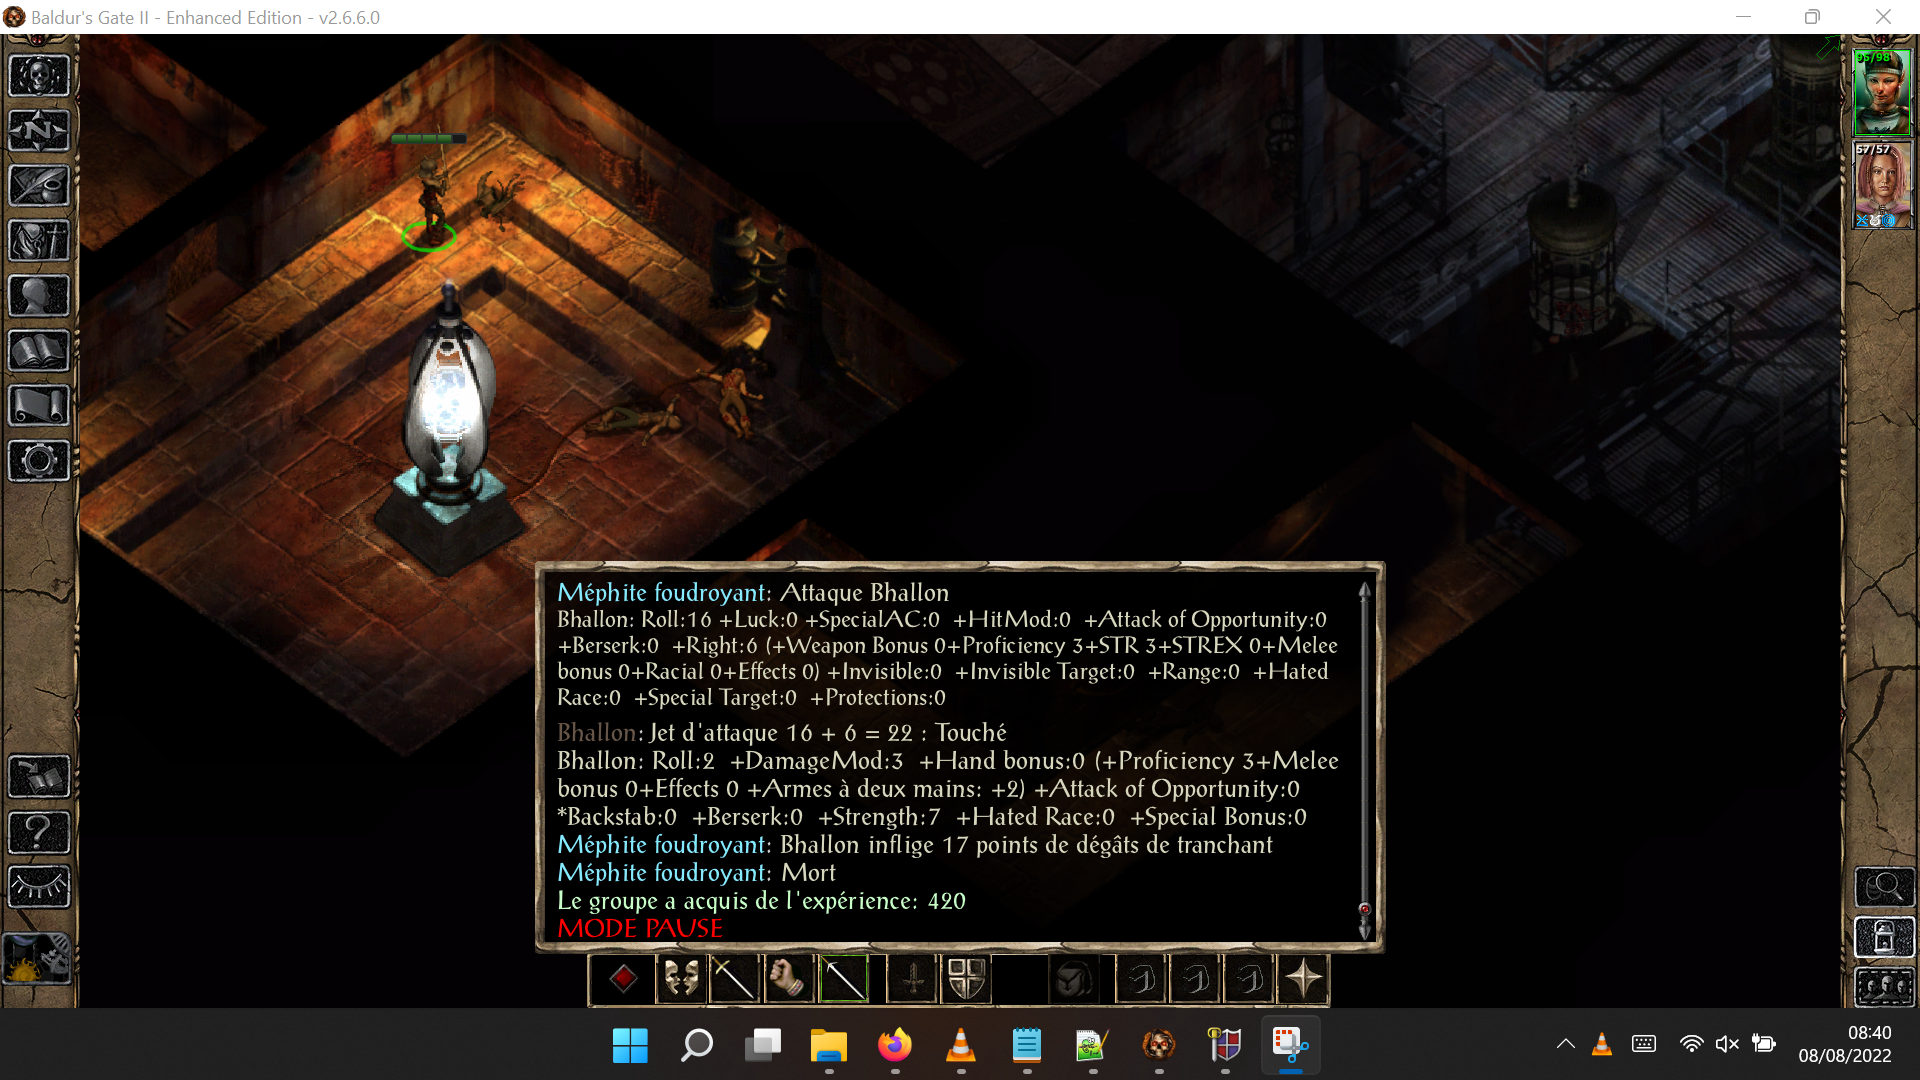 Baldur's Gate II - Enhanced Edition - v2.6.6.0
95/98
57/57
N
Méphite foudroyant: Attaque Bhallon
Bhallon: Roll:16 +Luck:0 +SpecialAC:0 +HitMod:0 +Attack of Opportunity:0
+Berserk:0 +Right:6 (+Weapon Bonus 0+Proficiency 3+STR 3+STREX 0+Melee
bonus 0+Racial 0+Effects 0) +Invisible:0 +Invisible Target:0 +Range:0 +Hated
Race:0 +Special Target:0 +Protections:0
Bhallon: Jet d'attaque 16 + 6 = 22 : Touché
Bhallon: Roll:2 +DamageMod:3 +Hand bonus:0 (+Proficiency 3+Melee
bonus 0+Effects 0 +Armes à deux mains: +2) +Attack of Opportunity:0
*Backstab:0 +Berserk:0 +Strength:7 +Hated Race:0 +Special Bonus:0
Méphite foudroyant: Bhallon inflige 17 points de dégâts de tranchant
Méphite foudroyant: Mort
Le groupe a acquis de l'expérience: 420
MODE PAUSE
?
08:40
08/08/2022